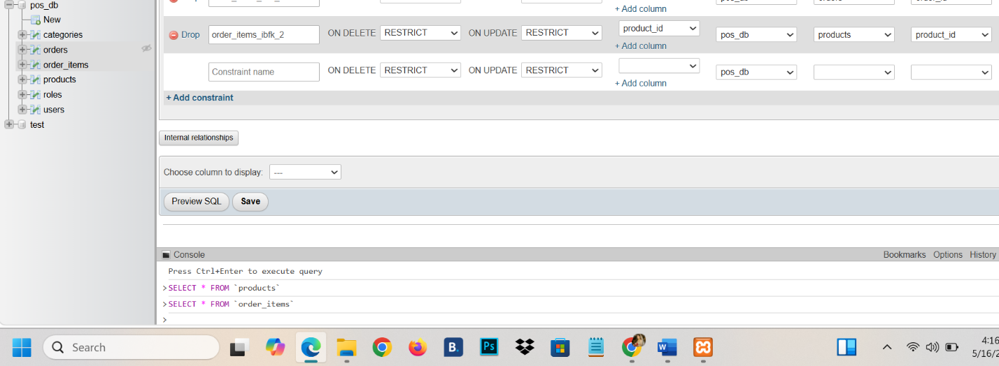 pos_db
New
categories
orders
order_items
products
roles
users
test
+ Add column
Drop order_items_ibfk_2 ON DELETE RESTRICT ON UPDATE RESTRICT product_id pos_db products product_id
+ Add column
Constraint name ON DELETE RESTRICT ON UPDATE RESTRICT pos_db
+ Add column
+ Add constraint
Internal relationships
Choose column to display: ---
Preview SQL Save
Console Bookmarks Options History
Press Ctrl+Enter to execute query
>SELECT * FROM `products`
>SELECT * FROM `order_items`
>
Search
B.
Ps
W
4:16
5/16/2